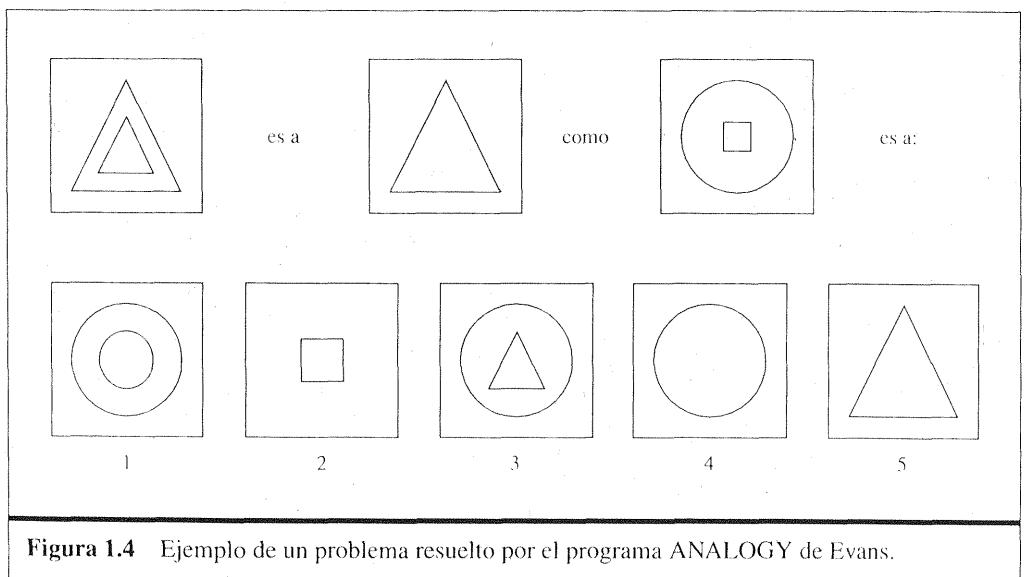 es a como es a:
1 2 3 4 5
Figura 1.4 Ejemplo de un problema resuelto por el programa ANALOGY de Evans.